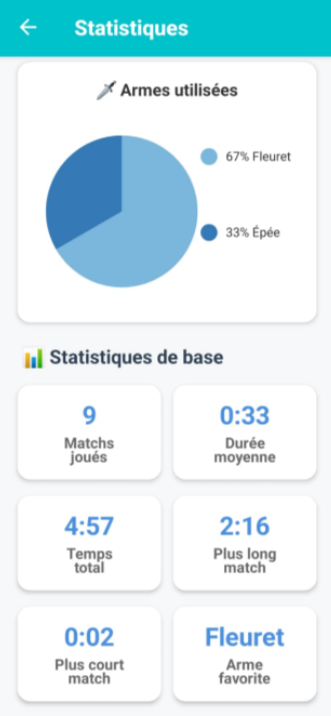 Statistiques
Armes utilisées
67% Fleuret
33% Épée
Statistiques de base
9
Matchs
joués
0:33
Durée
moyenne
4:57
Temps
total
2:16
Plus long
match
0:02
Plus court
match
Fleuret
Arme
favorite